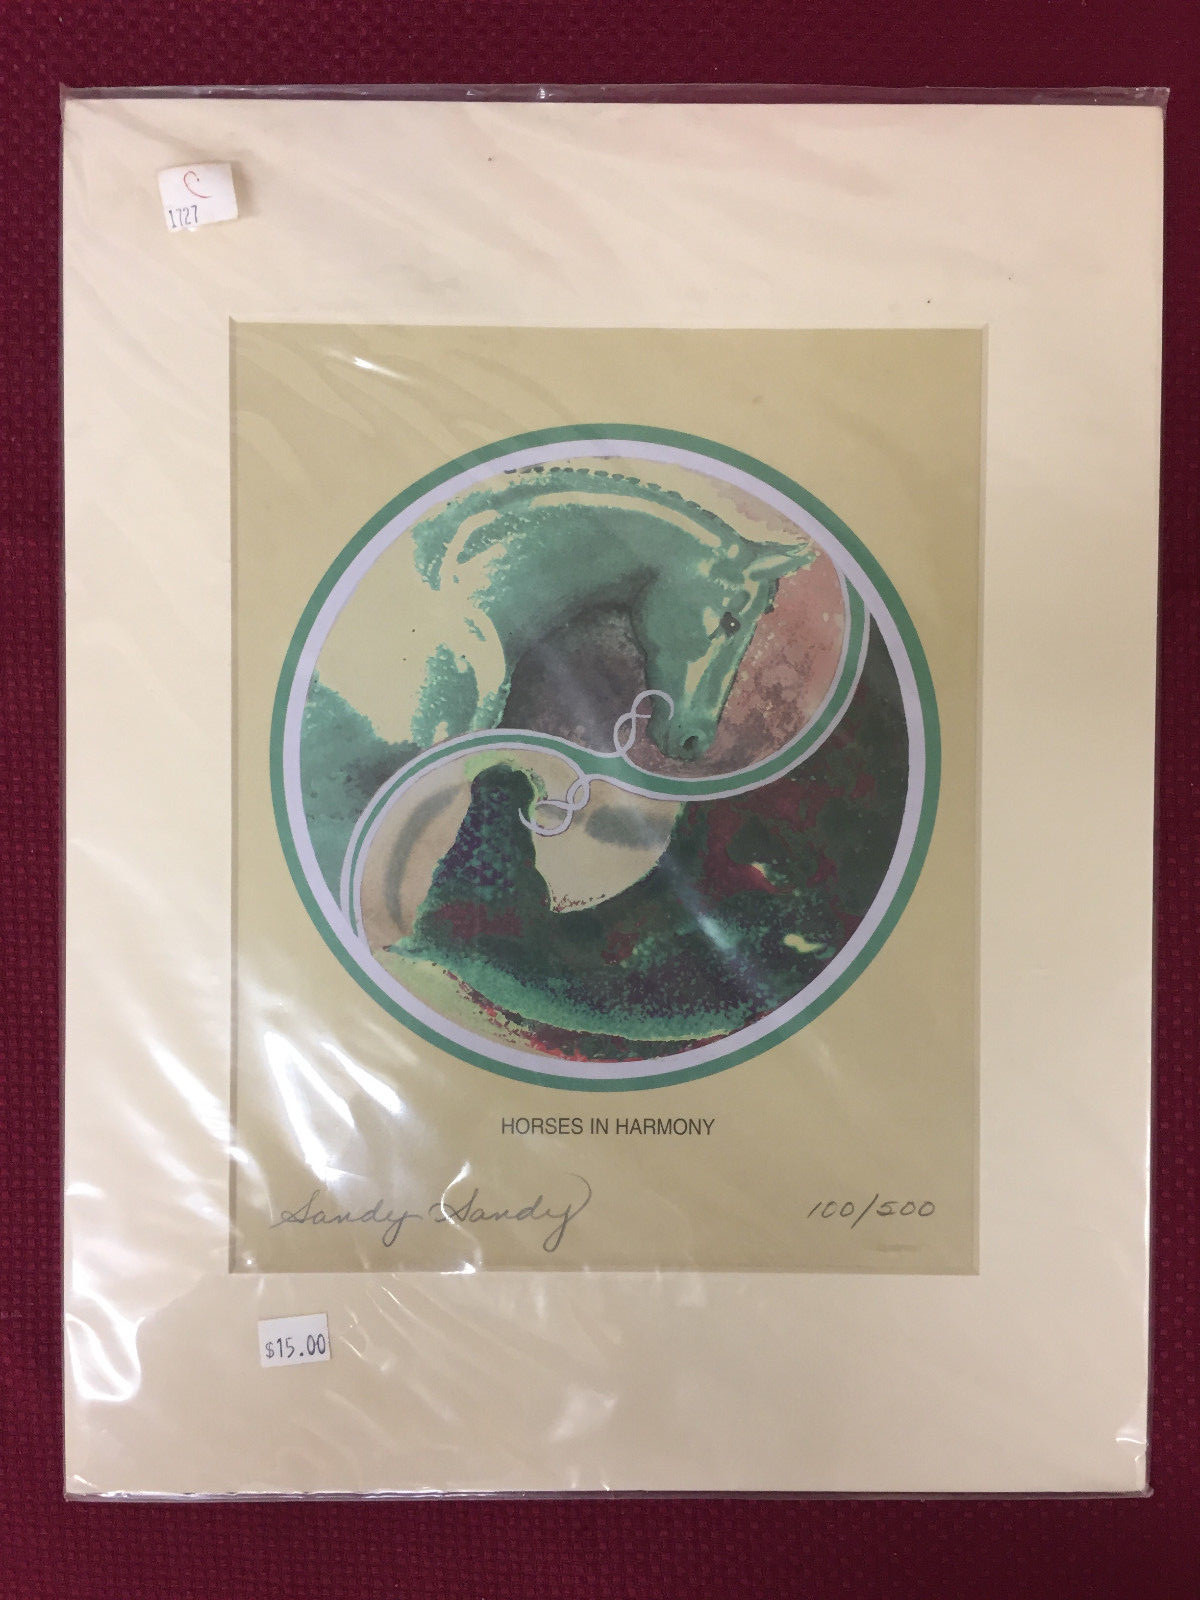 C
1727
HORSES IN HARMONY
Sandy Sandy
100/500
$15.00